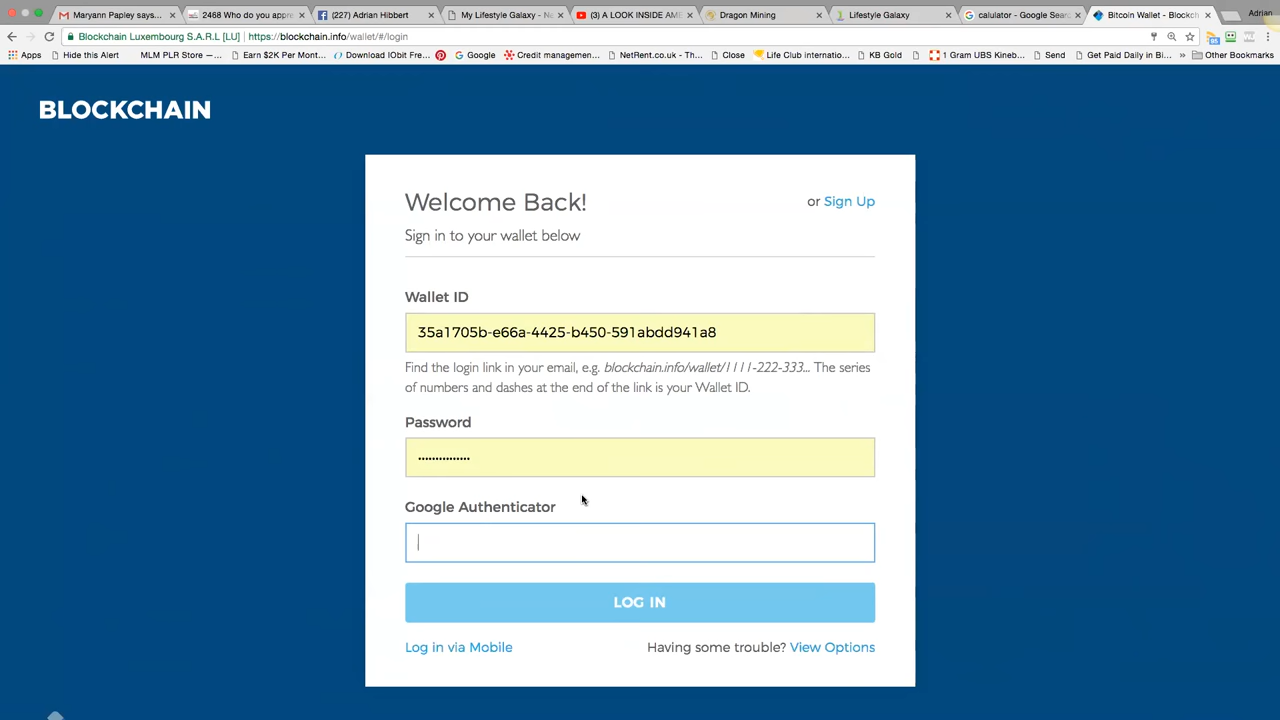 Maryann Papley says...
2468 Who do you appre
(227) Adrian Hibbert
My Lifestyle Galaxy - Ne
(3) A LOOK INSIDE AME
Dragon Mining
Lifestyle Galaxy
calulator - Google Sear
Bitcoin Wallet - Blockch
Adrian
Blockchain Luxembourg S.A.R.L [LU]
https://blockchain.info/wallet/#/login
Apps
Hide this Alert
MLM PLR Store —...
Earn $2K Per Mont...
Download IObit Fre...
Google
Credit managemen...
NetRent.co.uk - Th...
Close
Life Club Internatio...
KB Gold
1 Gram UBS Kineb...
Send
Get Paid Daily in Bi...
»
Other Bookmarks
BLOCKCHAIN
Welcome Back!
or Sign Up
Sign in to your wallet below
Wallet ID
35a1705b-e66a-4425-b450-591abdd941a8
Find the login link in your email, e.g. blockchain.info/wallet/1111-222-333... The series
of numbers and dashes at the end of the link is your Wallet ID.
Password
•••••••••••••••
Google Authenticator
LOG IN
Log in via Mobile
Having some trouble? View Options